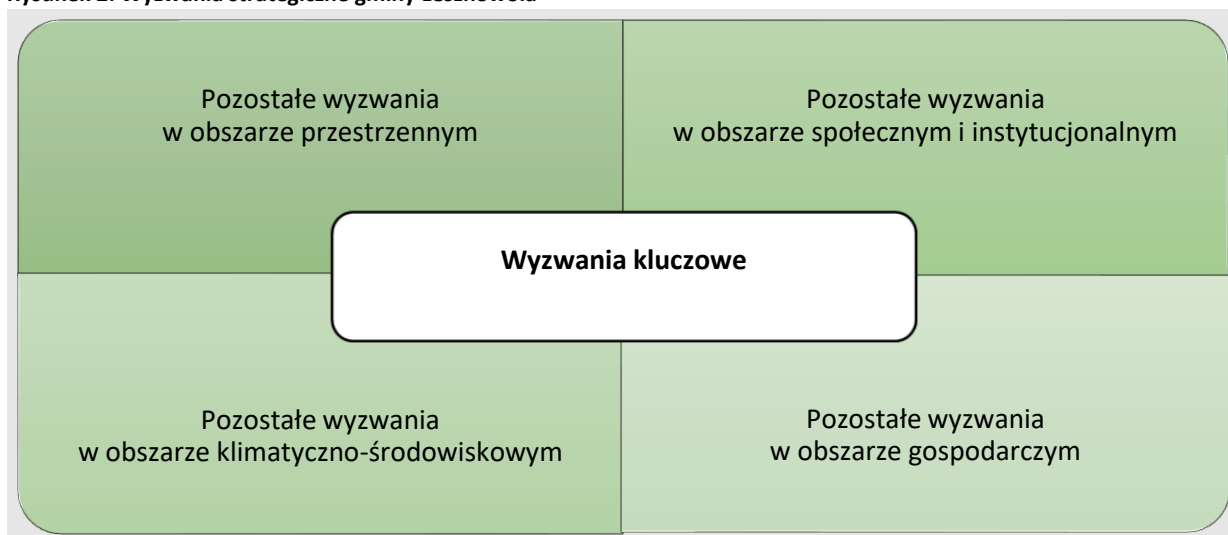 Pozostałe wyzwania
w obszarze przestrzennym
Pozostałe wyzwania
w obszarze społecznym i instytucjonalnym
Wyzwania kluczowe
Pozostałe wyzwania
w obszarze klimatyczno-środowiskowym
Pozostałe wyzwania
w obszarze gospodarczym